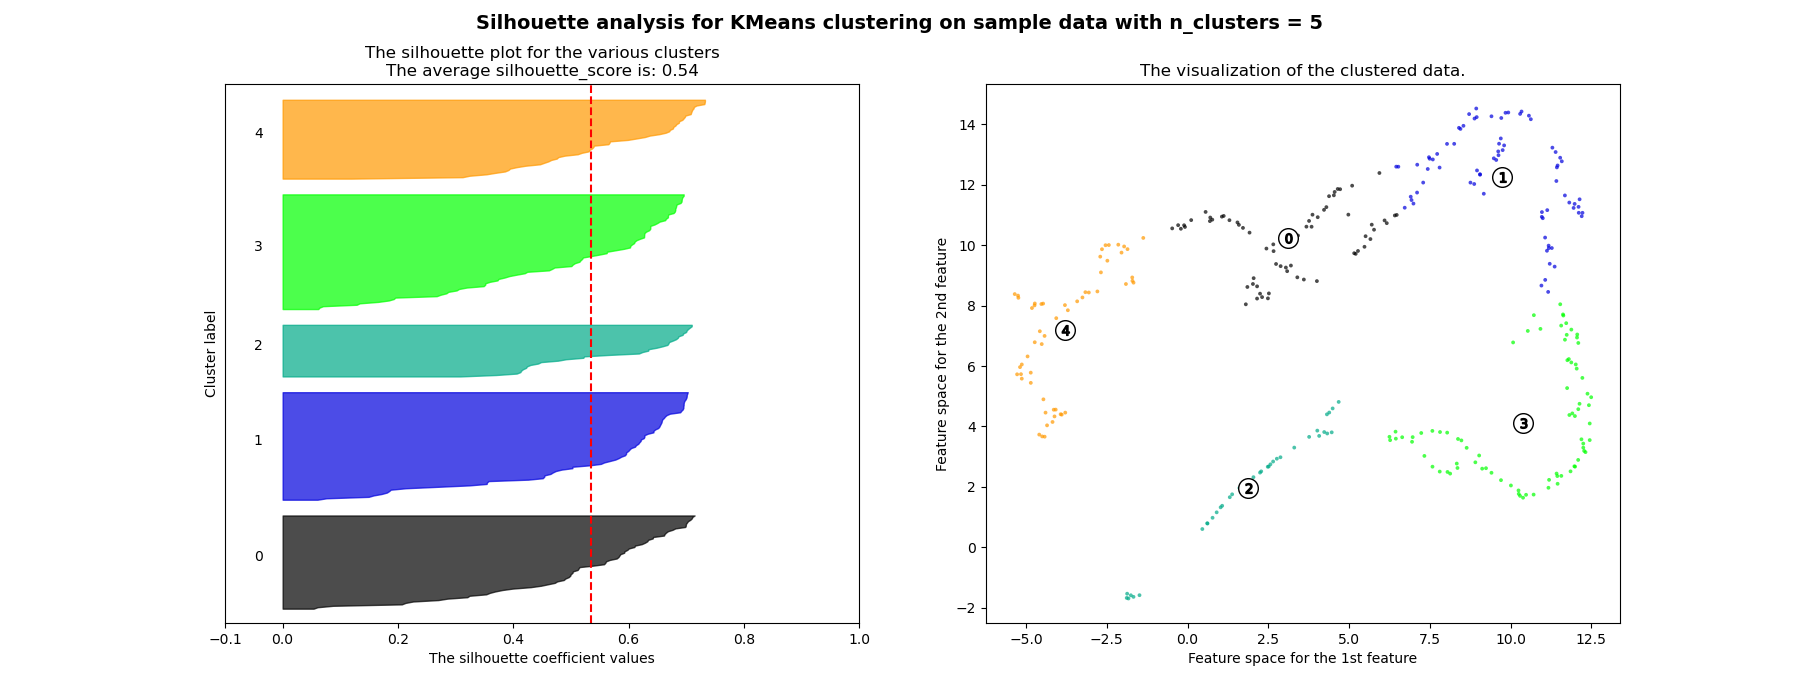 Silhouette analysis for KMeans clustering on sample data with n_clusters = 5
The silhouette plot for the various clusters
The average silhouette_score is: 0.54
4
3
2
1
0
Cluster label
−0.1 0.0 0.2 0.4 0.6 0.8 1.0
The silhouette coefficient values
The visualization of the clustered data.
14
12
10
8
6
4
2
0
−2
Feature space for the 2nd feature
1
0
4
3
2
−5.0 −2.5 0.0 2.5 5.0 7.5 10.0 12.5
Feature space for the 1st feature